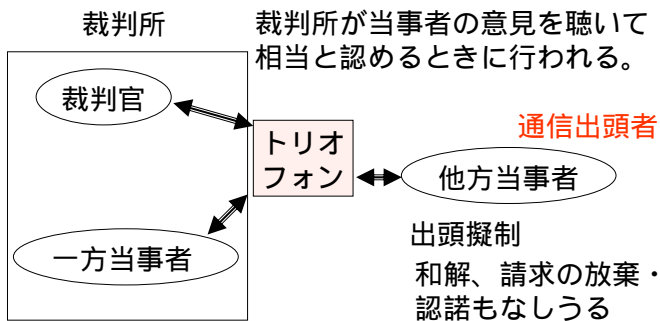 裁判所
裁判所が当事者の意見を聴いて
相当と認めるときに行われる。
裁判官
トリオ
フォン
通信出頭者
他方当事者
一方当事者
出頭擬制
和解、請求の放棄・
認諾もなしうる